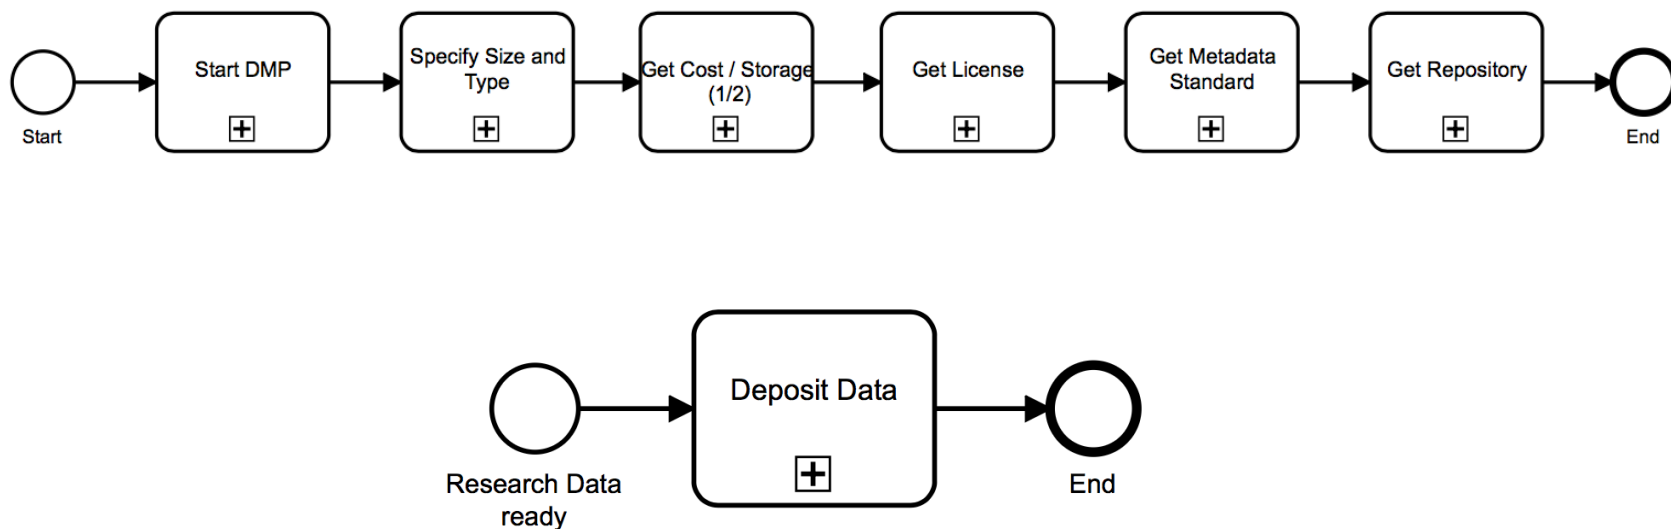 Start
Start DMP
Specify Size and
Type
Get Cost / Storage
(1/2)
Get License
Get Metadata
Standard
Get Repository
End
Research Data
ready
Deposit Data
End